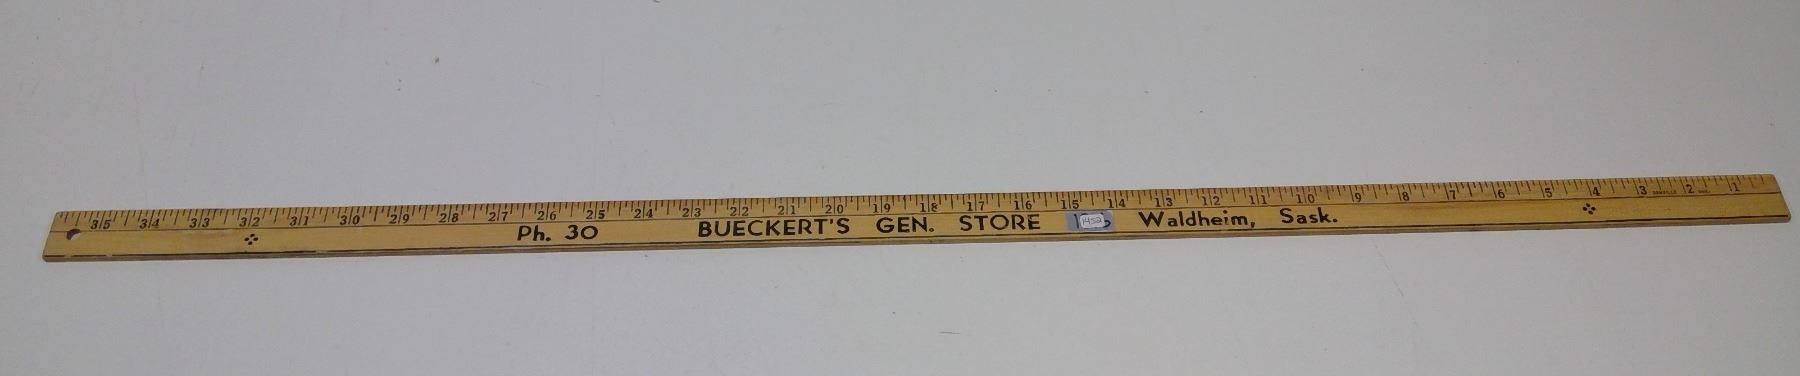 35 34 33 32 31 30 29 28 27 26 25 24 23 22 21 20 19 18 17 16 15 14 13 12 11 10 9 8 7 6 5 4 3 2 1
Ph. 30 BUECKERT'S GEN. STORE 1452 Waldheim, Sask.